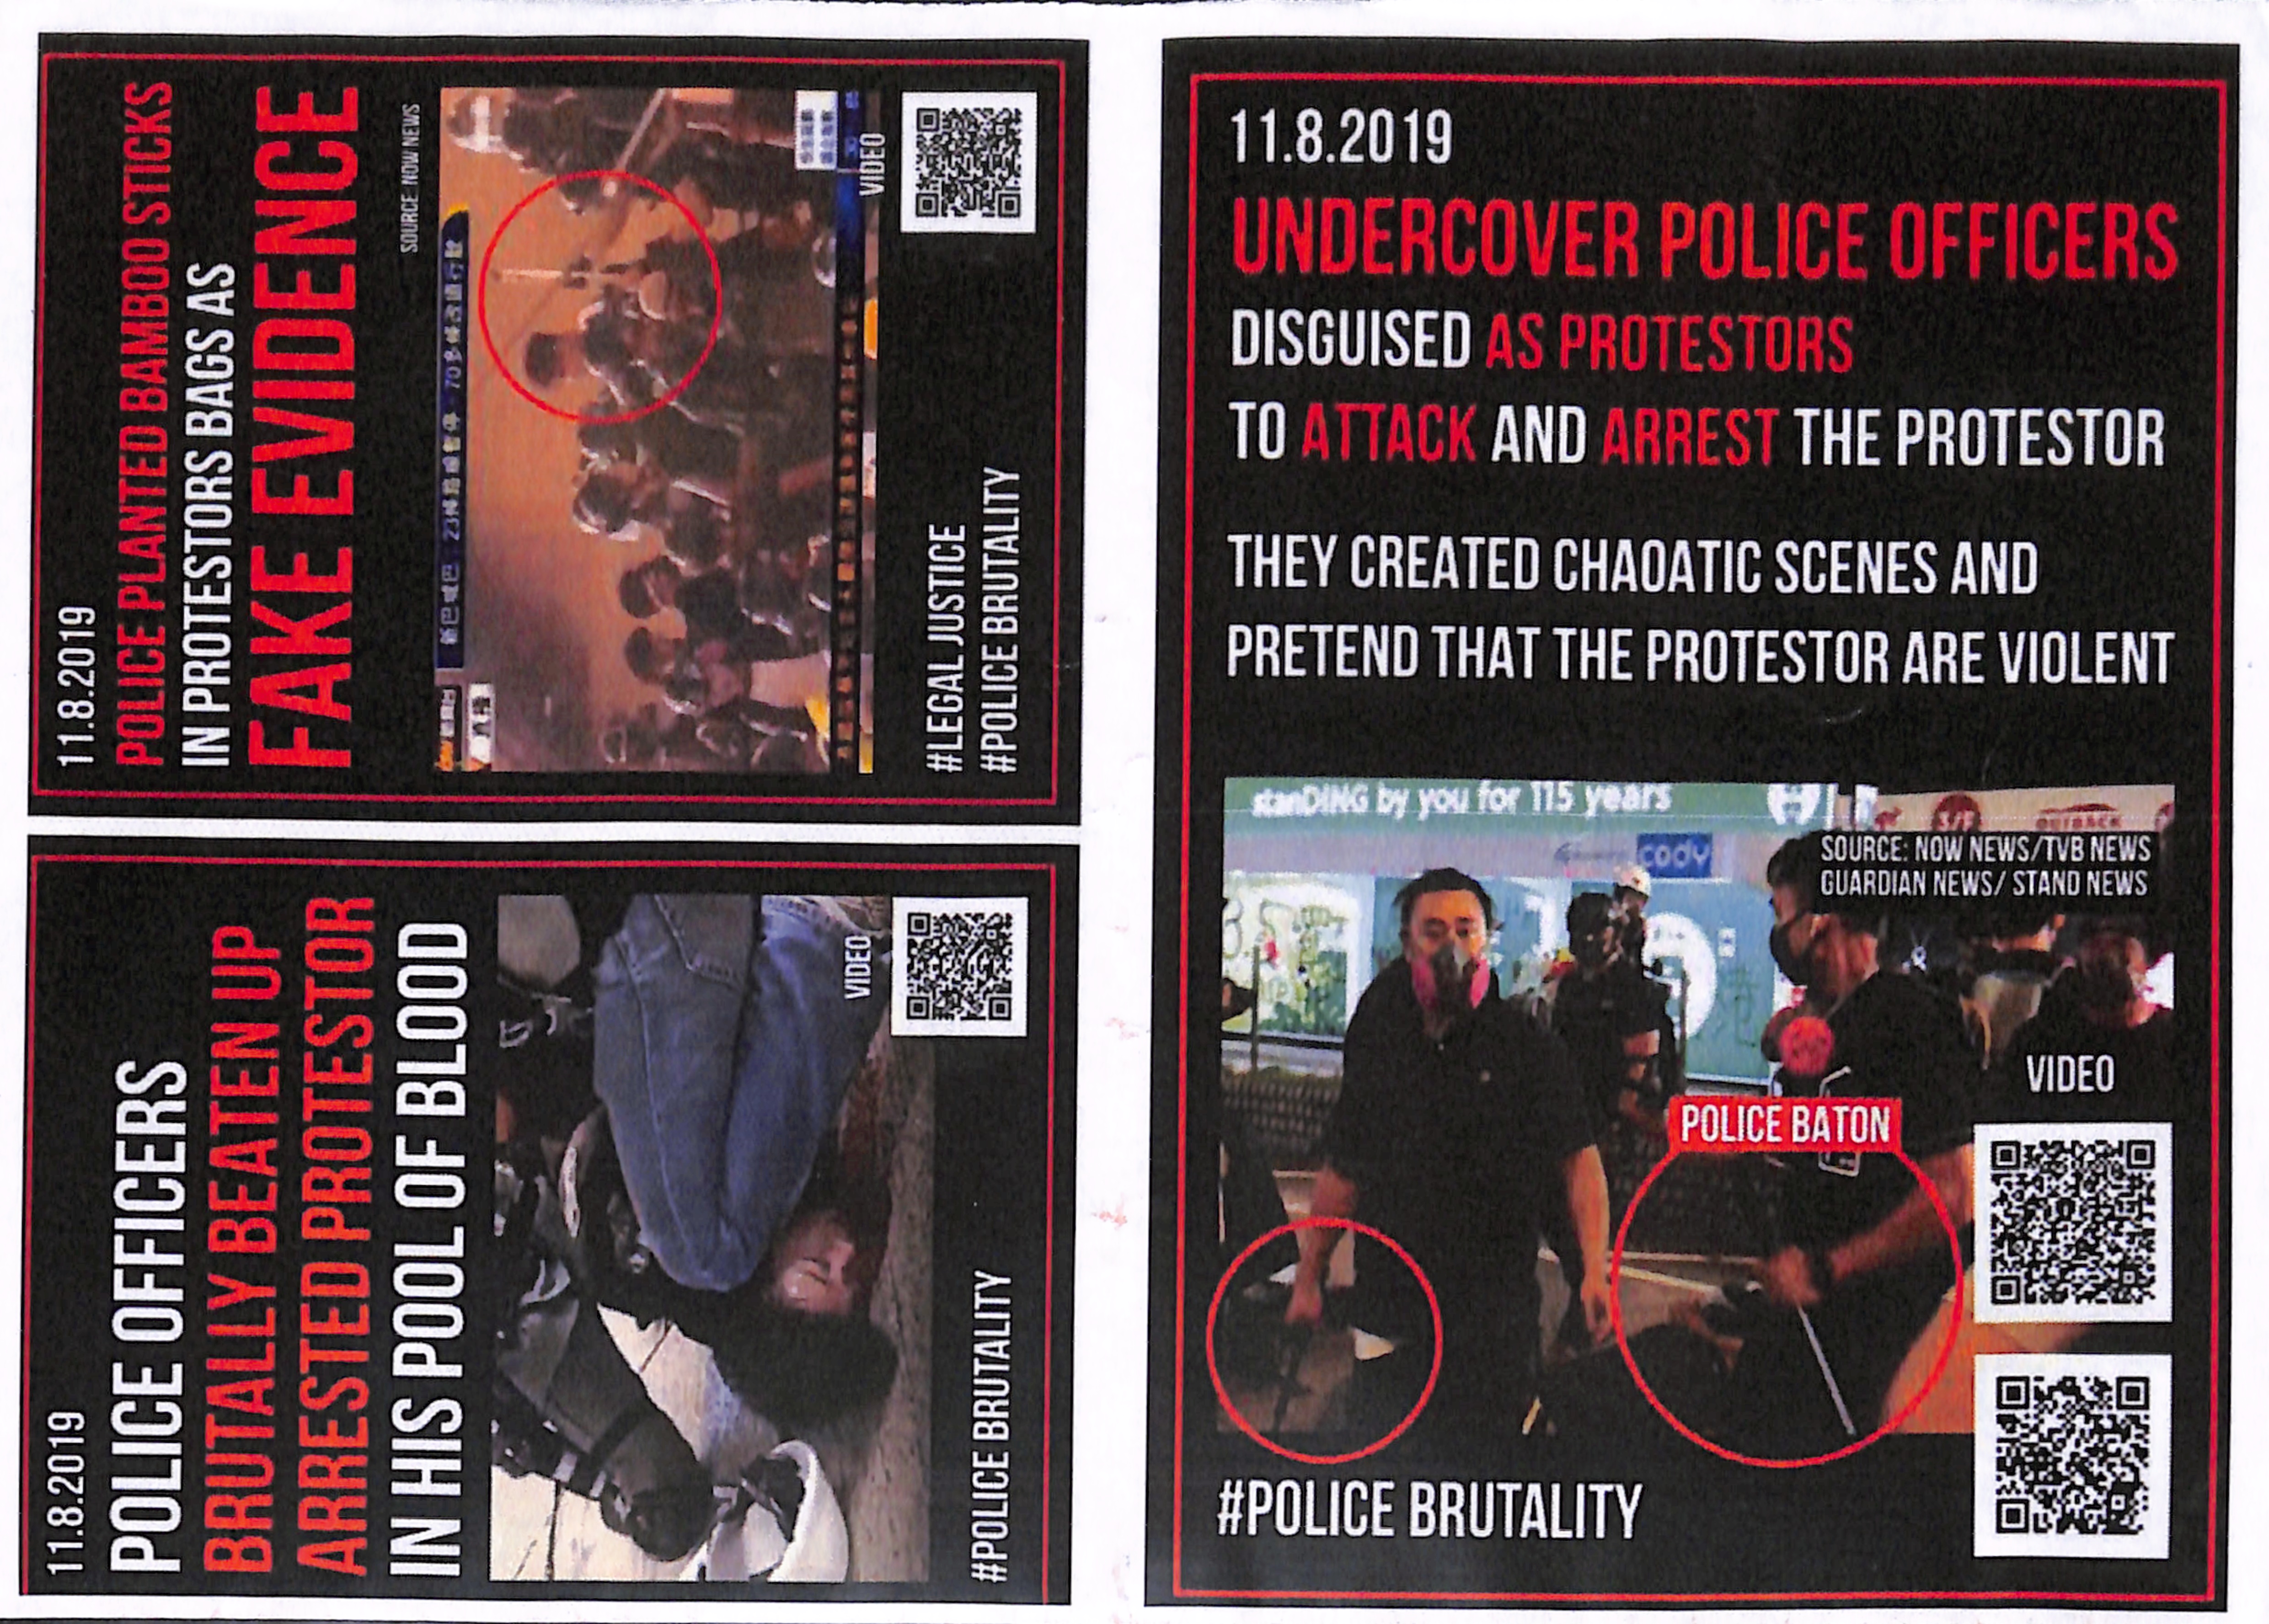 11.8.2019
POLICE PLANTED BAMBOO STICKS
IN PROTESTORS BAGS AS
FAKE EVIDENCE
SOURCE: NOW NEWS
VIDEO
#LEGAL JUSTICE
#POLICE BRUTALITY
11.8.2019
POLICE OFFICERS
BRUTALLY BEATEN UP
ARRESTED PROTESTOR
IN HIS POOL OF BLOOD
VIDEO
#POLICE BRUTALITY
11.8.2019
UNDERCOVER POLICE OFFICERS
DISGUISED AS PROTESTORS
TO ATTACK AND ARREST THE PROTESTOR
THEY CREATED CHAOATIC SCENES AND
PRETEND THAT THE PROTESTOR ARE VIOLENT
stanDING by you for 115 years
cody
OUTBACK
SOURCE: NOW NEWS/TVB NEWS
GUARDIAN NEWS/ STAND NEWS
VIDEO
POLICE BATON
#POLICE BRUTALITY